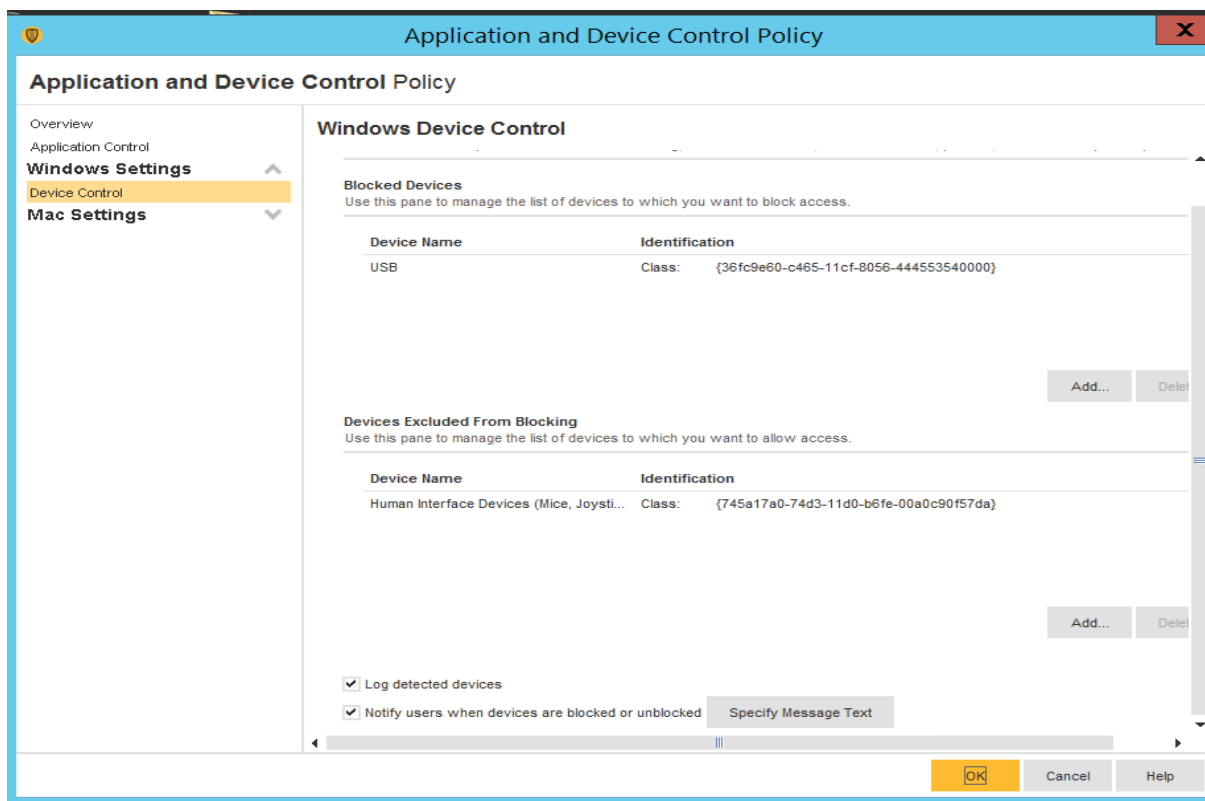 Application and Device Control Policy
X
Application and Device Control Policy
Overview
Application Control
Windows Settings
Device Control
Mac Settings
Windows Device Control
Blocked Devices
Use this pane to manage the list of devices to which you want to block access.
Device Name Identification
USB Class: {36fc9e60-c465-11cf-8056-444553540000}
Add... Delet
Devices Excluded From Blocking
Use this pane to manage the list of devices to which you want to allow access.
Device Name Identification
Human Interface Devices (Mice, Joysti... Class: {745a17a0-74d3-11d0-b6fe-00a0c90f57da}
Add... Delet
Log detected devices
Notify users when devices are blocked or unblocked Specify Message Text
OK Cancel Help